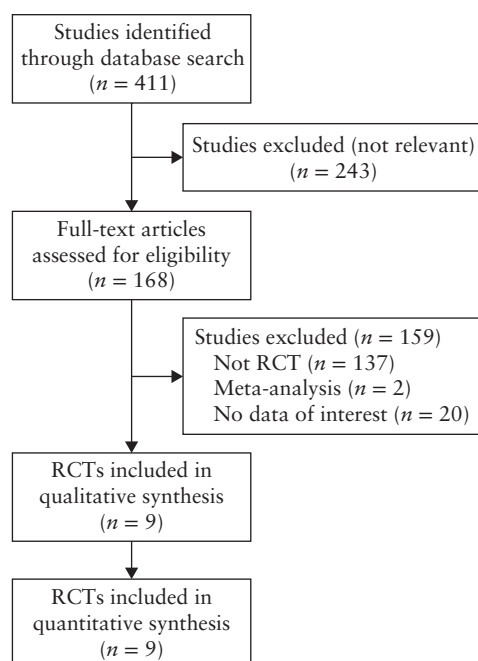 Studies identified
through database search
(n = 411)
Studies excluded (not relevant)
(n = 243)
Full-text articles
assessed for eligibility
(n = 168)
Studies excluded (n = 159)
Not RCT (n = 137)
Meta-analysis (n = 2)
No data of interest (n = 20)
RCTs included in
qualitative synthesis
(n = 9)
RCTs included in
quantitative synthesis
(n = 9)